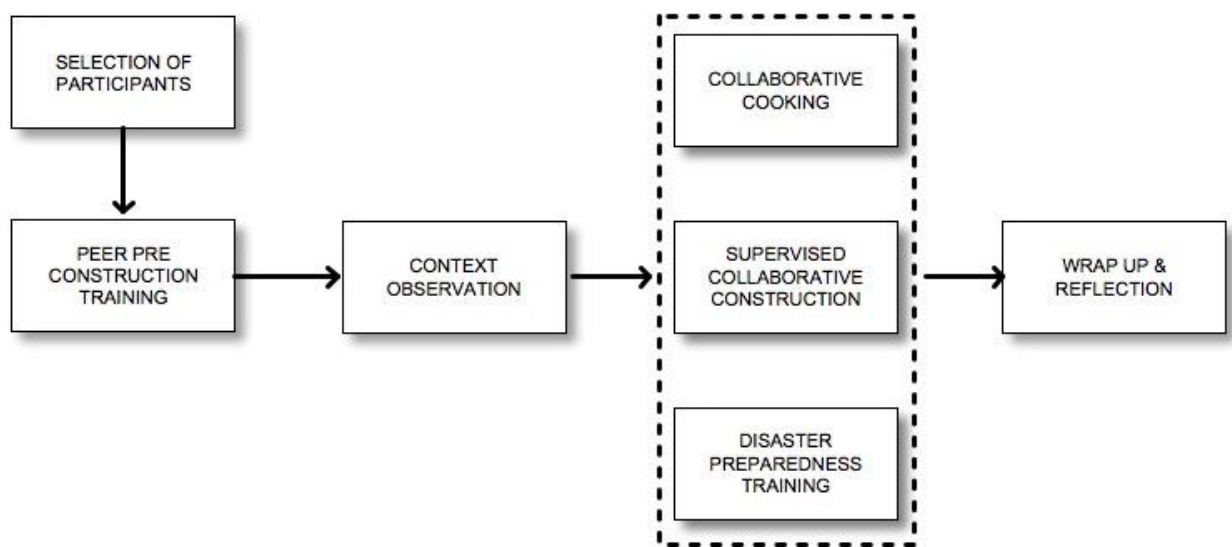 SELECTION OF
PARTICIPANTS
PEER PRE
CONSTRUCTION
TRAINING
CONTEXT
OBSERVATION
COLLABORATIVE
COOKING
SUPERVISED
COLLABORATIVE
CONSTRUCTION
DISASTER
PREPAREDNESS
TRAINING
WRAP UP &
REFLECTION